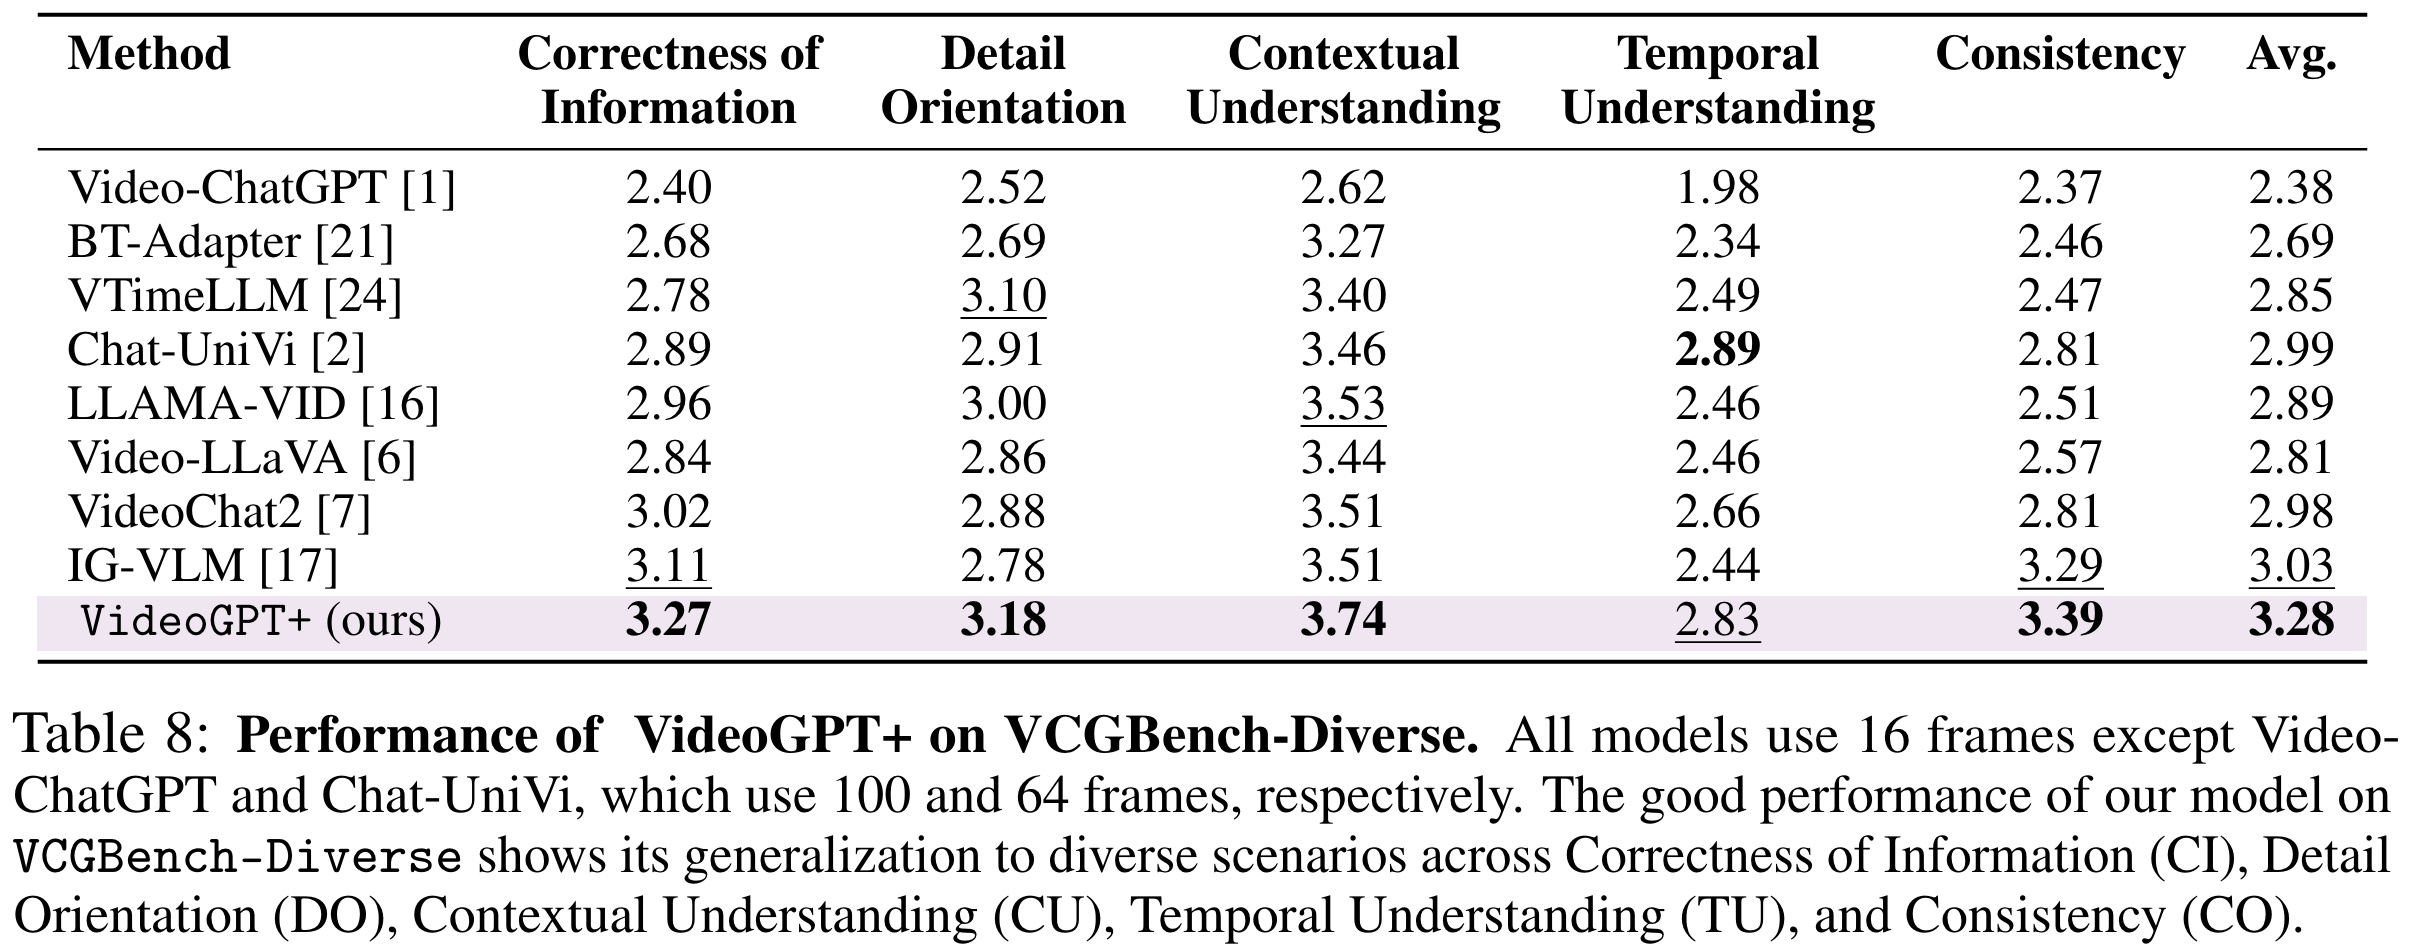 Method Correctness of Information Detail Orientation Contextual Understanding Temporal Understanding Consistency Avg.
Video-ChatGPT [1] 2.40 2.52 2.62 1.98 2.37 2.38
BT-Adapter [21] 2.68 2.69 3.27 2.34 2.46 2.69
VTimeLLM [24] 2.78 3.10 3.40 2.49 2.47 2.85
Chat-UniVi [2] 2.89 2.91 3.46 2.89 2.81 2.99
LLAMA-VID [16] 2.96 3.00 3.53 2.46 2.51 2.89
Video-LLaVA [6] 2.84 2.86 3.44 2.46 2.57 2.81
VideoChat2 [7] 3.02 2.88 3.51 2.66 2.81 2.98
IG-VLM [17] 3.11 2.78 3.51 2.44 3.29 3.03
VideoGPT+ (ours) 3.27 3.18 3.74 2.83 3.39 3.28
Table 8: Performance of VideoGPT+ on VCGBench-Diverse. All models use 16 frames except Video-
ChatGPT and Chat-UniVi, which use 100 and 64 frames, respectively. The good performance of our model on
VCGBench-Diverse shows its generalization to diverse scenarios across Correctness of Information (CI), Detail
Orientation (DO), Contextual Understanding (CU), Temporal Understanding (TU), and Consistency (CO).